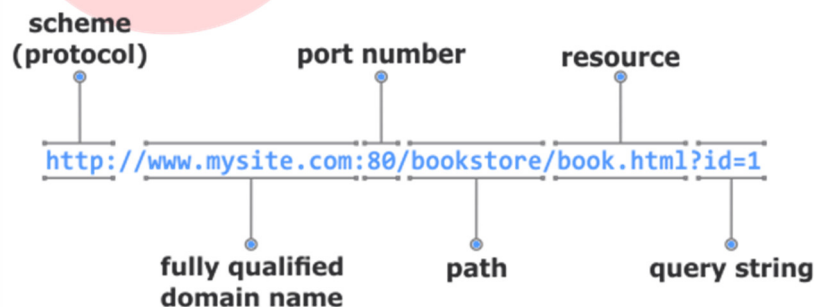 scheme
(protocol)
port number
resource
http://www.mysite.com:80/bookstore/book.html?id=1
fully qualified
domain name
path
query string